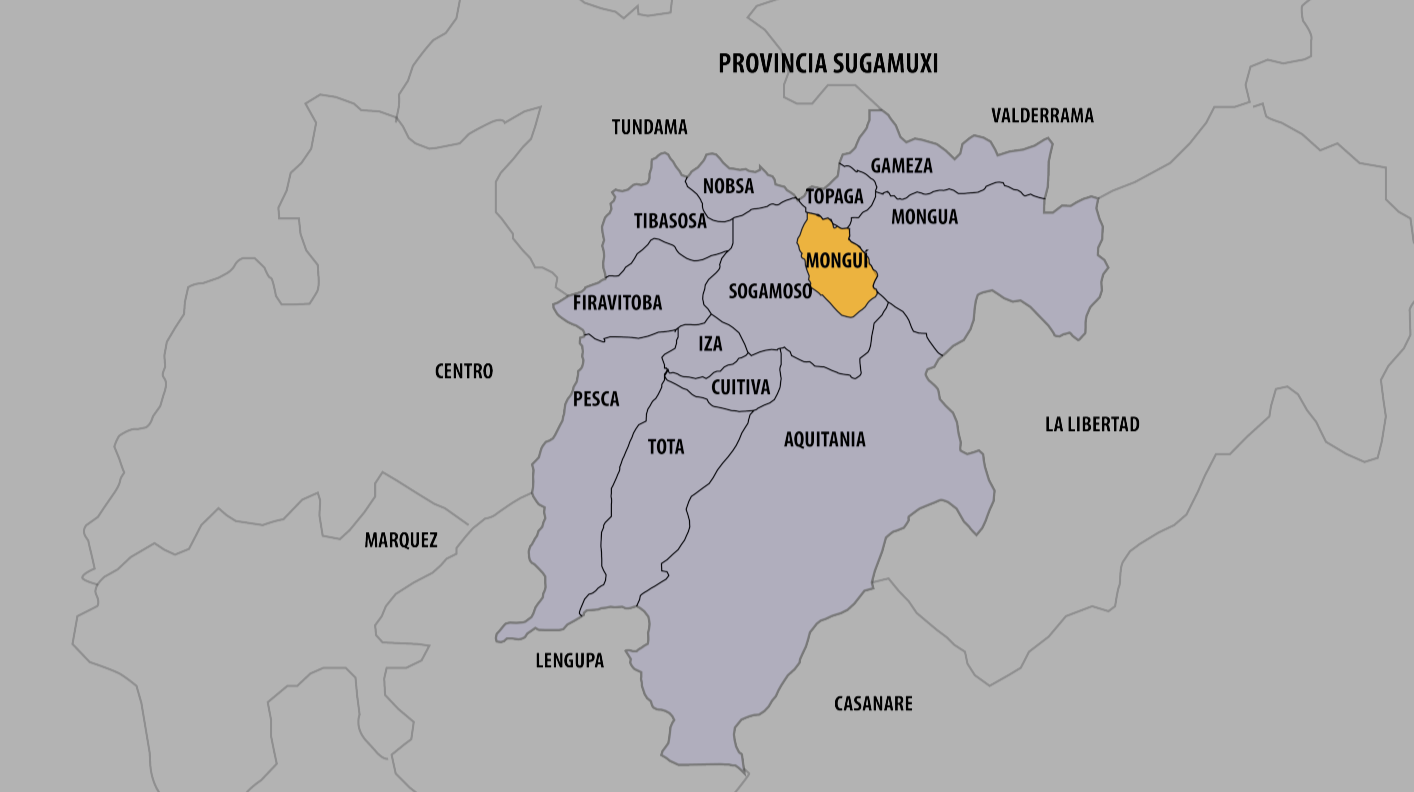 PROVINCIA SUGAMUXI
VALDERRAMA
TUNDAMA
GAMEZA
NOBSA
TOPAGA
TIBASOSA
MONGUA
MONGUÍ
SOGAMOSO
FIRAVITOBA
IZA
CENTRO
CUITIVA
PESCA
LA LIBERTAD
AQUITANIA
TOTA
MARQUEZ
LENGUPA
CASANARE